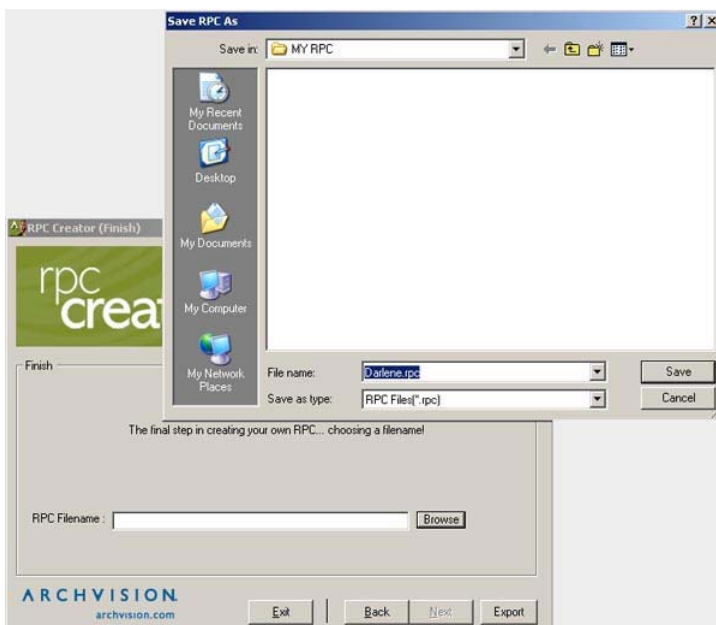 Save RPC As
Save in: MY RPC
My Recent
Documents
Desktop
My Documents
My Computer
My Network
Places
File name: Darlene.rpc Save
Save as type: RPC Files(*.rpc) Cancel
RPC Creator (Finish)
rpc
crea
Finish
The final step in creating your own RPC... choosing a filename!
RPC Filename : Browse
ARCHVISION
archvision.com
Exit Back Next Export